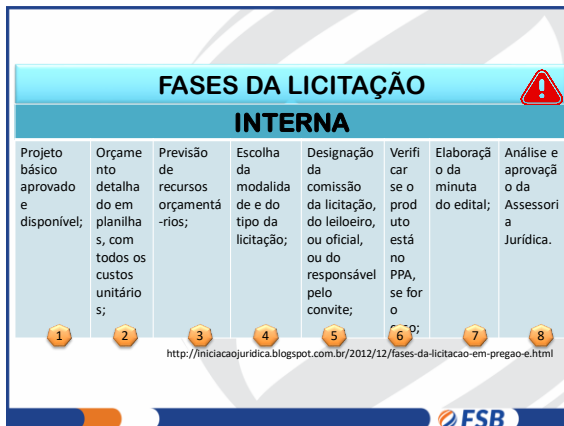 FASES DA LICITAÇÃO
INTERNA
Projeto
básico
aprovado
e
disponível;
Orçame
nto
detalha
do em
planilha
s, com
todos os
custos
unitário
s;
Previsão
de
recursos
orçamentá
-rios;
Escolha
da
modalida
de e do
tipo da
licitação;
Designação
da
comissão
da licitação,
do leiloeiro,
ou oficial,
ou do
responsável
pelo
convite;
Verifi
car
se o
prod
uto
está
no
PPA,
se for
o
caso;
Elaboraçã
o da
minuta
do edital;
Análise e
aprovaçã
o da
Assessori
a
Jurídica.
1
2
3
4
5
6
7
8
http://iniciacaojuridica.blogspot.com.br/2012/12/fases-da-licitacao-em-pregao-e.html
FSB